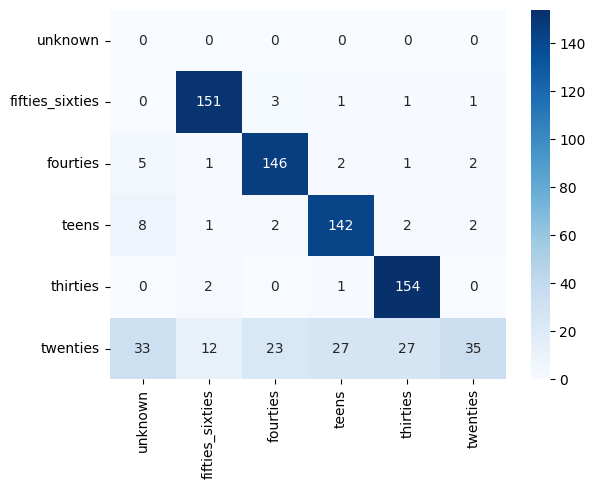 unknown 0 0 0 0 0 0
fifties_sixties 0 151 3 1 1 1
fourties 5 1 146 2 1 2
teens 8 1 2 142 2 2
thirties 0 2 0 1 154 0
twenties 33 12 23 27 27 35
unknown fifties_sixties fourties teens thirties twenties
140
120
100
80
60
40
20
0